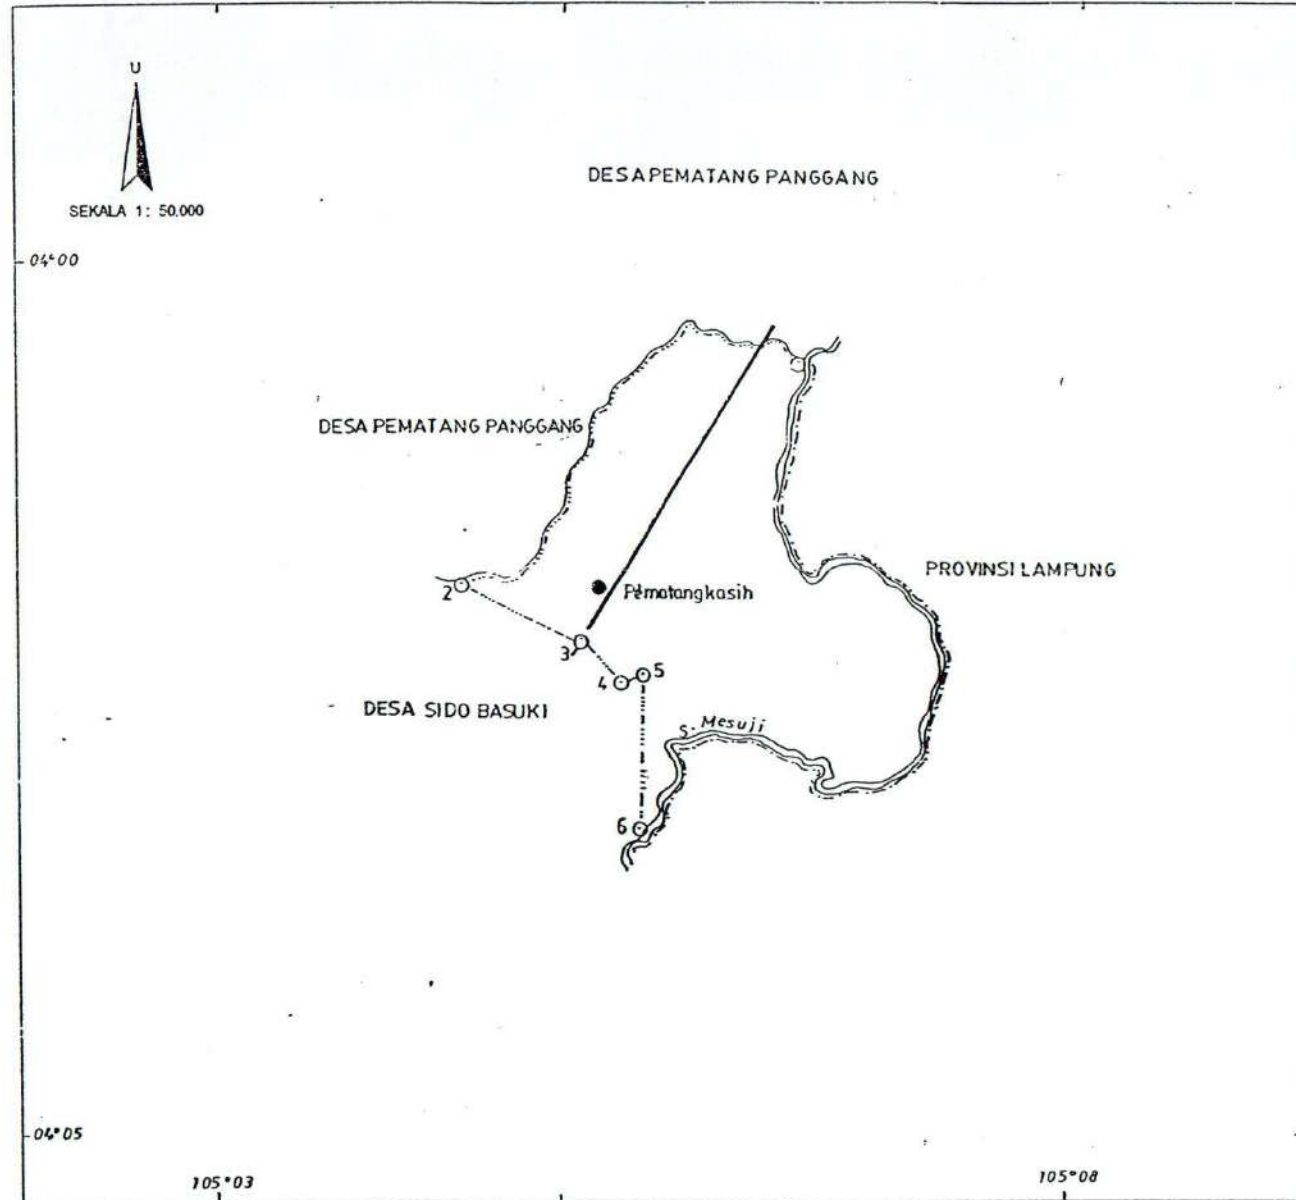 U
SEKALA 1: 50.000
DESA PEMATANG PANGGANG
04°00
DESA PEMATANG PANGGANG
PROVINSI LAMPUNG
2
Pematangkasih
3
4
5
DESA SIDO BASUKI
S. Mesuji
6
04°05
105°03
105°08